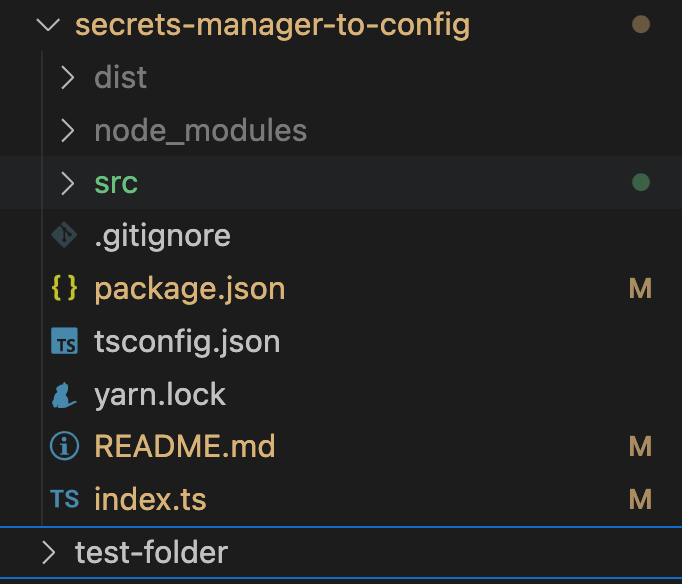 secrets-manager-to-config
dist
node_modules
src
.gitignore
{} package.json M
TS tsconfig.json
yarn.lock
README.md M
TS index.ts M
test-folder